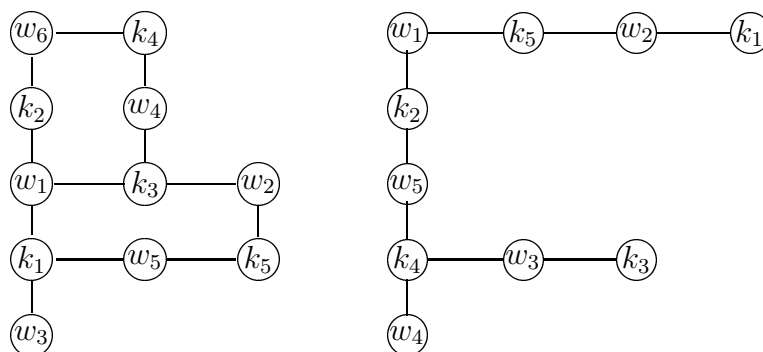 w₆ k₄ w₁ k₅ w₂ k₁
k₂ w₄ k₂
w₁ k₃ w₂ w₅
k₁ w₅ k₅ k₄ w₃ k₃
w₃ w₄